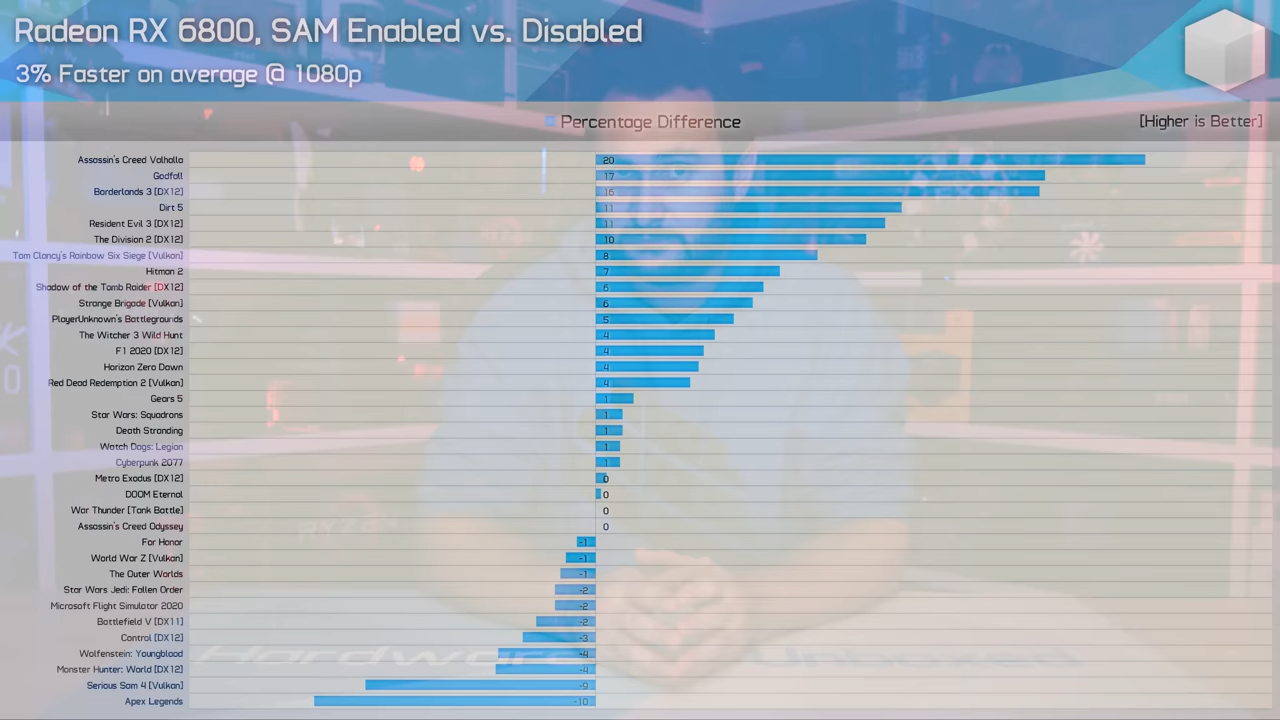 Radeon RX 6800, SAM Enabled vs. Disabled
3% Faster on average @ 1080p
Percentage Difference
[Higher is Better]
Assassin's Creed Valhalla 20
Godfall 17
Borderlands 3 [DX12] 16
Dirt 5 11
Resident Evil 3 [DX12] 11
The Division 2 [DX12] 10
Tom Clancy's Rainbow Six Siege [Vulkan] 8
Hitman 2 7
Shadow of the Tomb Raider [DX12] 6
Strange Brigade [Vulkan] 6
PlayerUnknown's Battlegrounds 5
The Witcher 3 Wild Hunt 4
F1 2020 [DX12] 4
Horizon Zero Dawn 4
Red Dead Redemption 2 [Vulkan] 4
Gears 5 1
Star Wars: Squadrons 1
Death Stranding 1
Watch Dogs: Legion 1
Cyberpunk 2077 1
Metro Exodus [DX12] 0
DOOM Eternal 0
War Thunder [Tank Battle] 0
Assassin's Creed Odyssey 0
For Honor -1
World War Z [Vulkan] -1
The Outer Worlds -1
Star Wars Jedi: Fallen Order -2
Microsoft Flight Simulator 2020 -2
Battlefield V [DX11] -2
Control [DX12] -3
Wolfenstein: Youngblood -4
Monster Hunter: World [DX12] -4
Serious Sam 4 [Vulkan] -9
Apex Legends -10
RYZEN
Hardware Unboxed